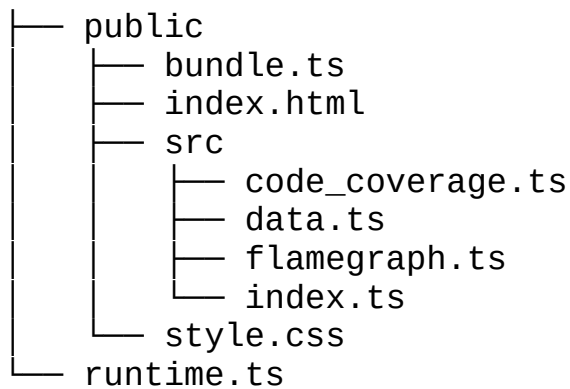 ├── public
│   ├── bundle.ts
│   ├── index.html
│   ├── src
│   │   ├── code_coverage.ts
│   │   ├── data.ts
│   │   ├── flamegraph.ts
│   │   └── index.ts
│   └── style.css
└── runtime.ts